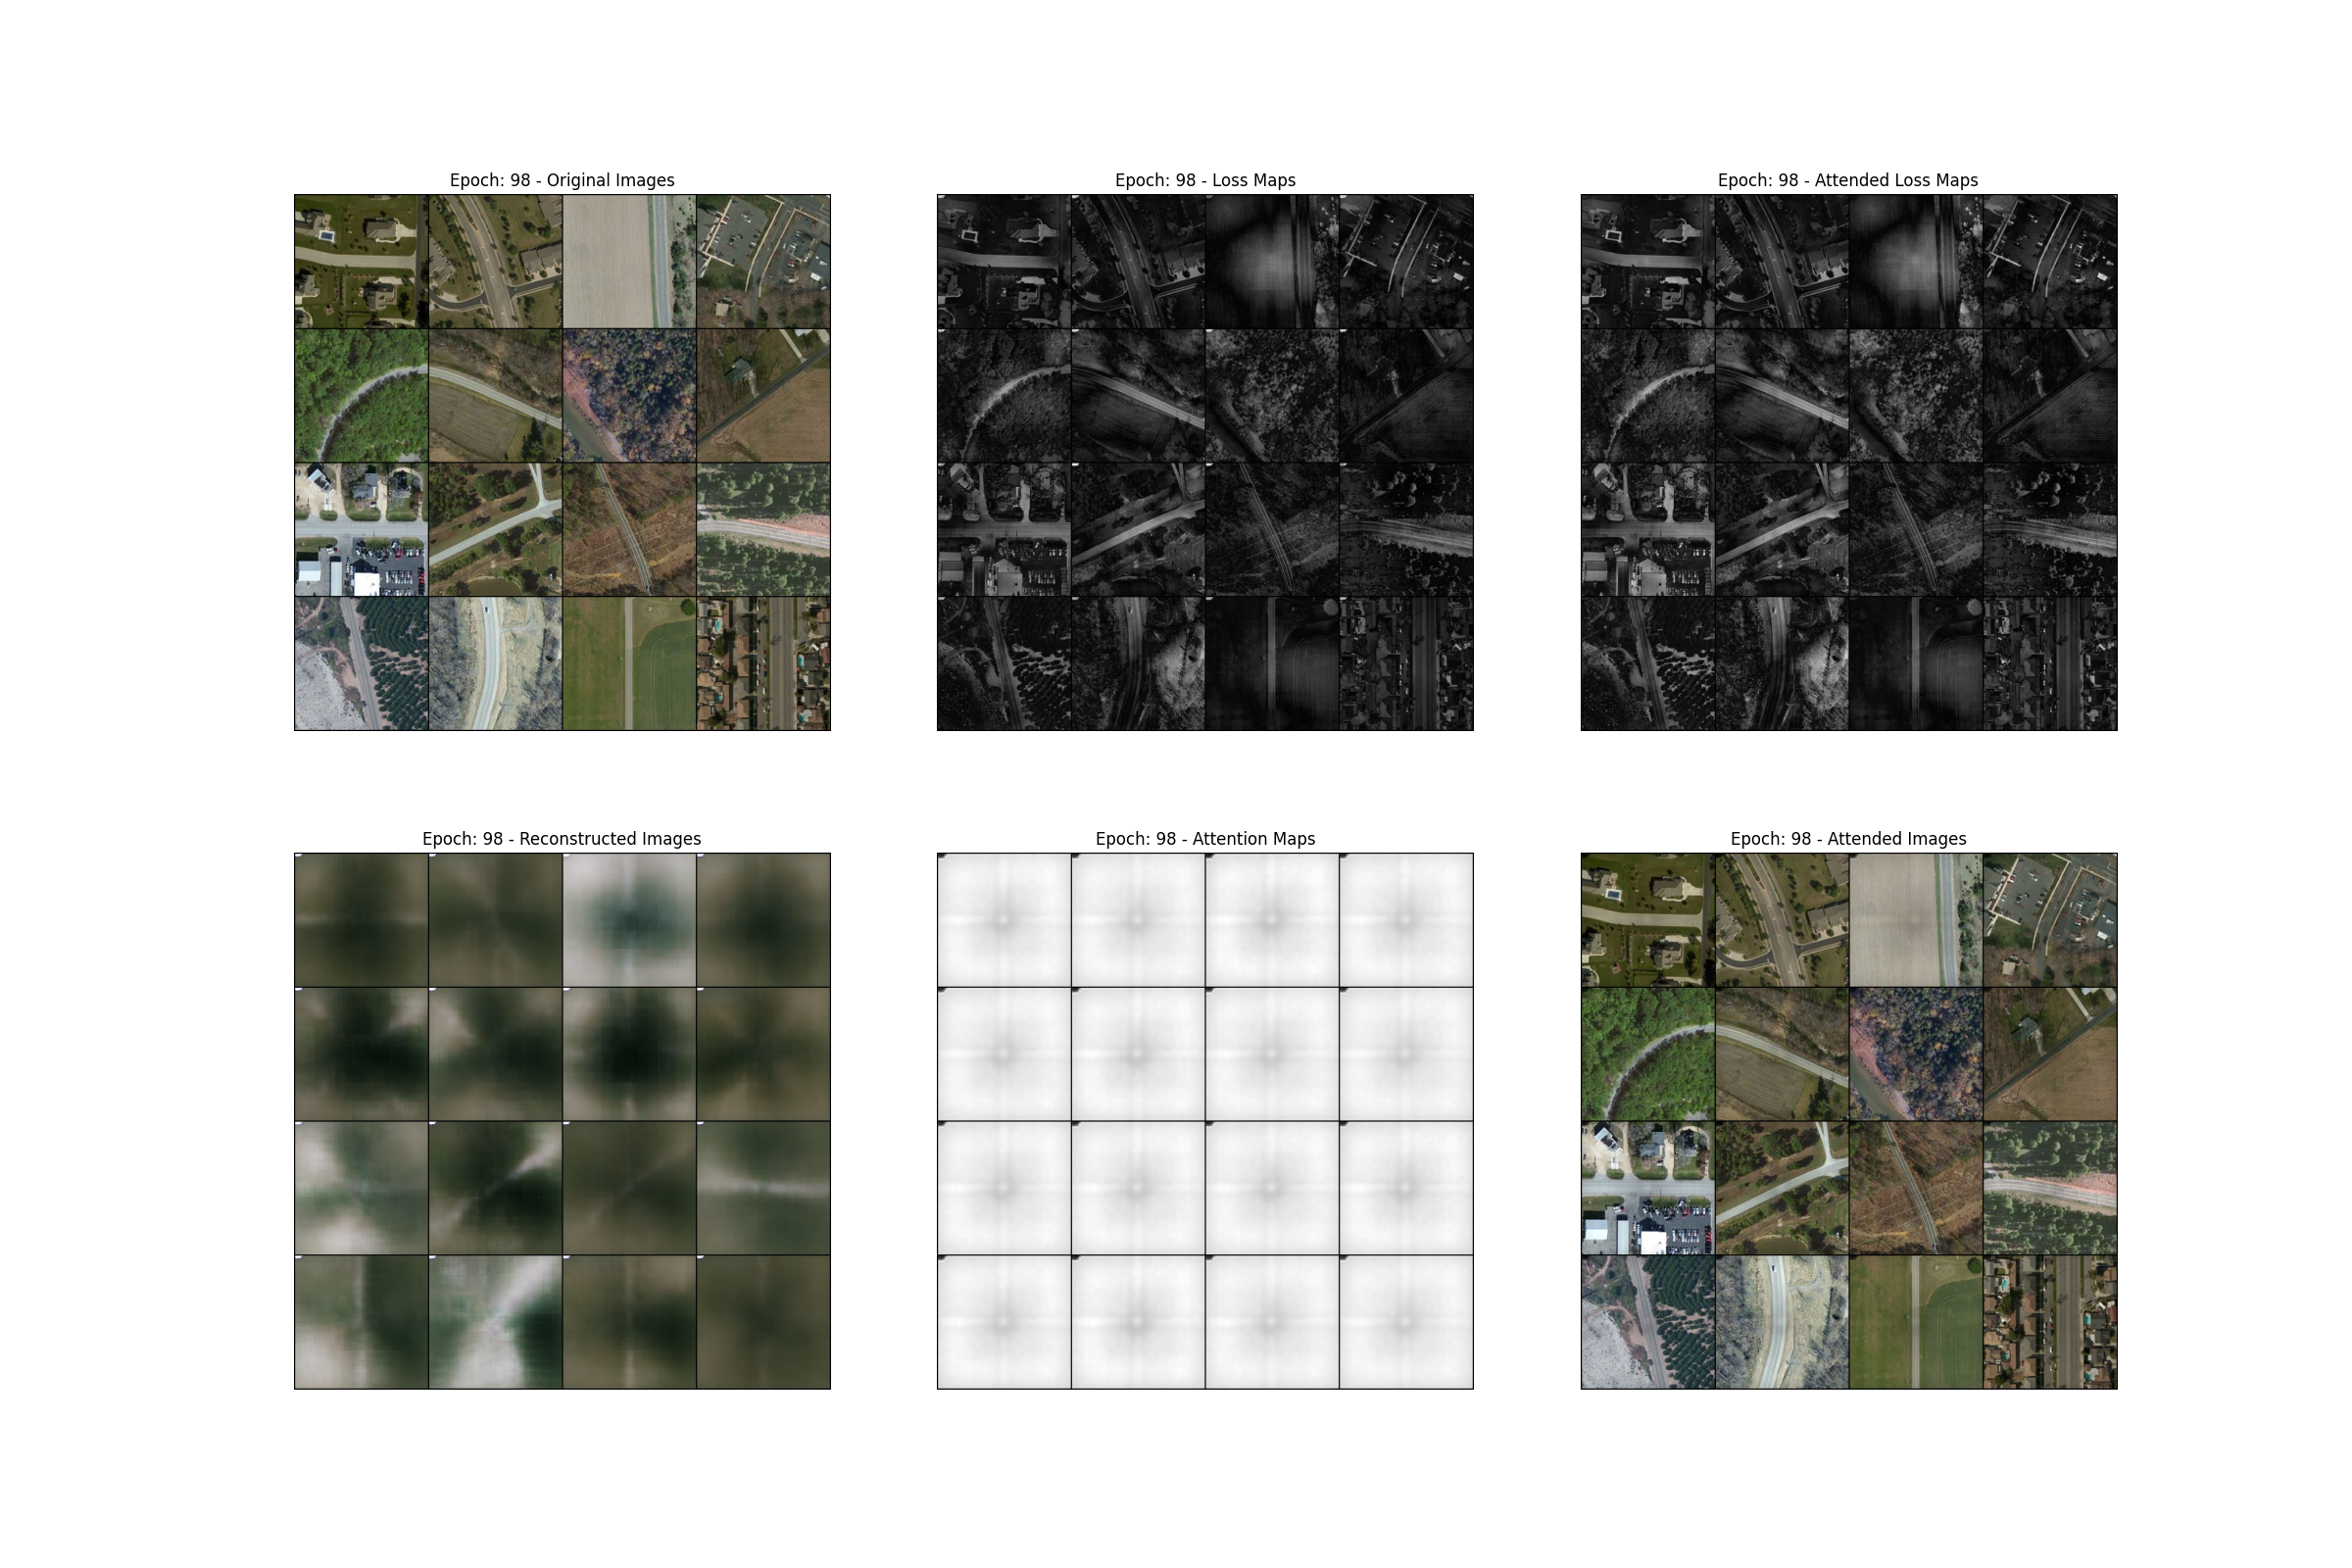 Epoch: 98 - Original Images
Epoch: 98 - Loss Maps
Epoch: 98 - Attended Loss Maps
Epoch: 98 - Reconstructed Images
Epoch: 98 - Attention Maps
Epoch: 98 - Attended Images